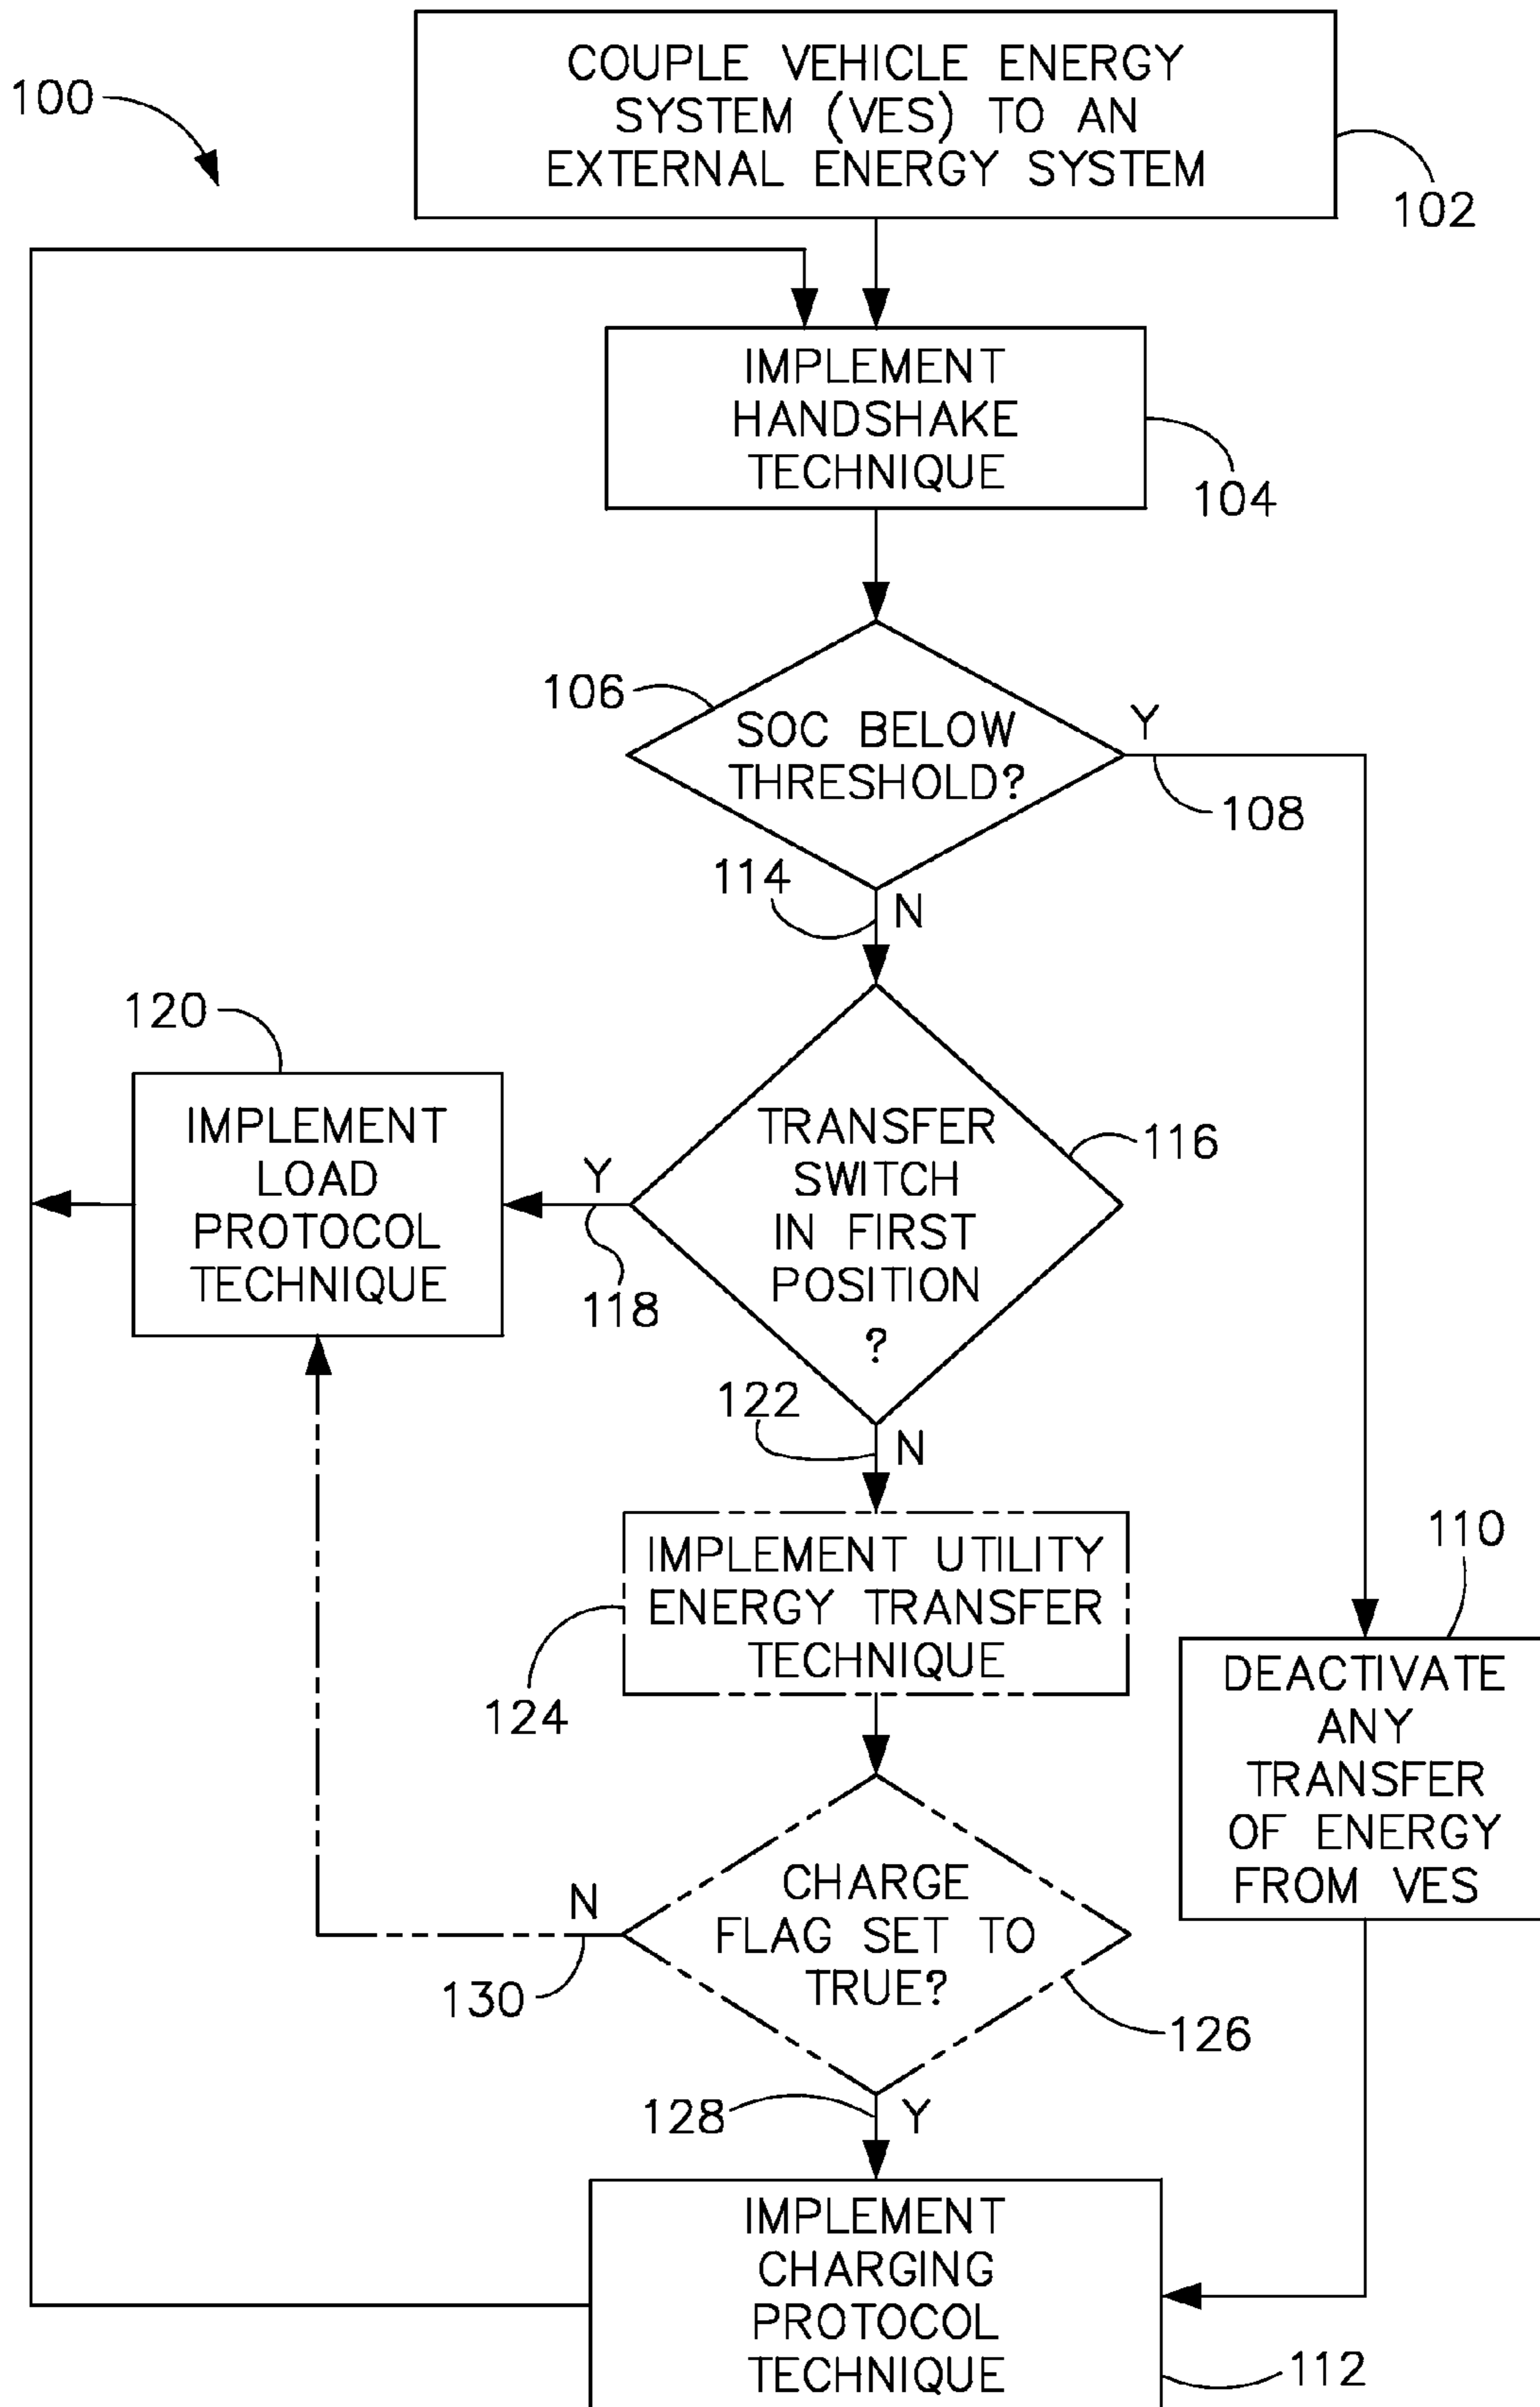 COUPLE VEHICLE ENERGY
SYSTEM (VES) TO AN
EXTERNAL ENERGY SYSTEM
100
102
IMPLEMENT
HANDSHAKE
TECHNIQUE
104
106
SOC BELOW
THRESHOLD?
Y
108
114
N
120
IMPLEMENT
LOAD
PROTOCOL
TECHNIQUE
Y
118
TRANSFER
SWITCH
IN FIRST
POSITION
?
116
122
N
IMPLEMENT UTILITY
ENERGY TRANSFER
TECHNIQUE
124
110
DEACTIVATE
ANY
TRANSFER
OF ENERGY
FROM VES
CHARGE
FLAG SET TO
TRUE?
N
130
126
128
Y
IMPLEMENT
CHARGING
PROTOCOL
TECHNIQUE
112